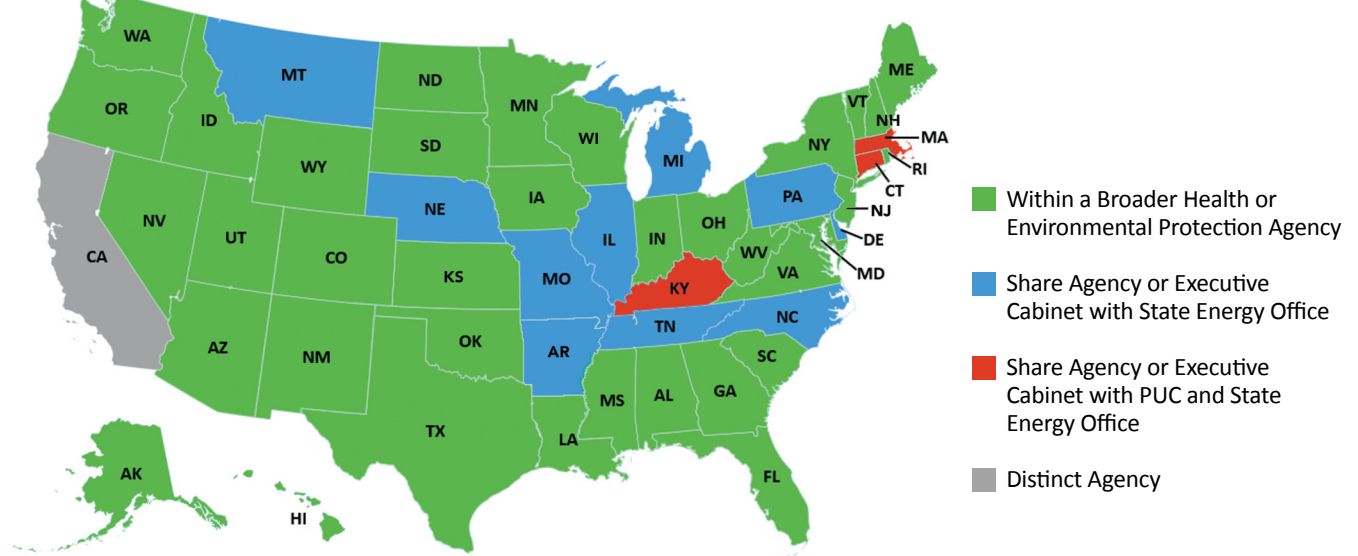 WA
MT
ND
MN
ME
OR
ID
WI
VT
NH
SD
NY
MA
WY
MI
RI
CT
IA
PA
NE
NJ
NV
OH
UT
IL
IN
DE
CO
WV
CA
MD
KS
MO
VA
KY
NC
TN
AZ
OK
AR
NM
SC
MS
AL
GA
TX
LA
AK
FL
HI
Within a Broader Health or
Environmental Protection Agency
Share Agency or Executive
Cabinet with State Energy Office
Share Agency or Executive
Cabinet with PUC and State
Energy Office
Distinct Agency